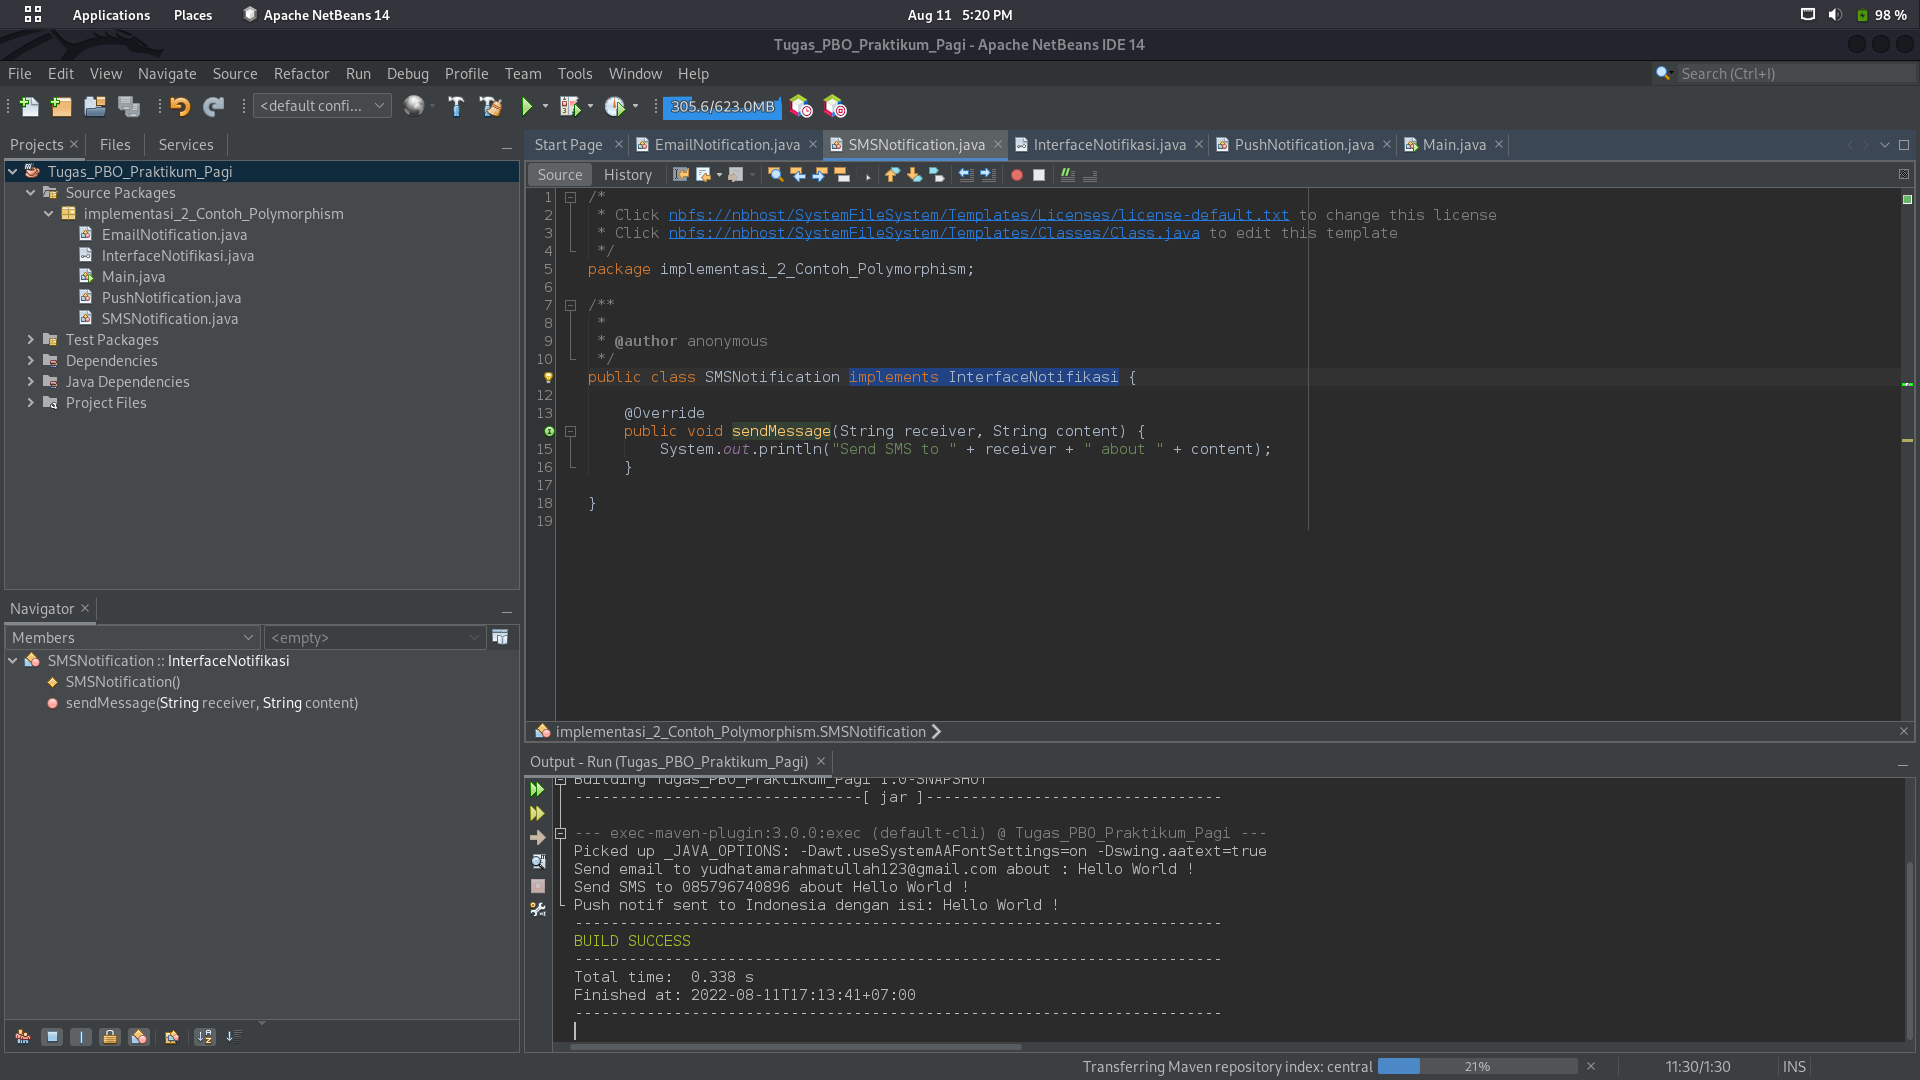 Applications Places Apache NetBeans 14 Aug 11 5:20 PM 98 %
Tugas_PBO_Praktikum_Pagi - Apache NetBeans IDE 14
File Edit View Navigate Source Refactor Run Debug Profile Team Tools Window Help Search (Ctrl+I)
<default confi... 305.6/623.0MB
Projects Files Services
Tugas_PBO_Praktikum_Pagi
Source Packages
implementasi_2_Contoh_Polymorphism
EmailNotification.java
InterfaceNotifikasi.java
Main.java
PushNotification.java
SMSNotification.java
Test Packages
Dependencies
Java Dependencies
Project Files
Navigator
Members <empty>
SMSNotification :: InterfaceNotifikasi
SMSNotification()
sendMessage(String receiver, String content)
Start Page EmailNotification.java SMSNotification.java InterfaceNotifikasi.java PushNotification.java Main.java
Source History
1 /*
2 * Click nbfs://nbhost/SystemFileSystem/Templates/Licenses/license-default.txt to change this license
3 * Click nbfs://nbhost/SystemFileSystem/Templates/Classes/Class.java to edit this template
4 */
5 package implementasi_2_Contoh_Polymorphism;
6
7 /**
8 *
9 * @author anonymous
10 */
public class SMSNotification implements InterfaceNotifikasi {
12
13 @Override
public void sendMessage(String receiver, String content) {
15 System.out.println("Send SMS to " + receiver + " about " + content);
16 }
17
18 }
19
implementasi_2_Contoh_Polymorphism.SMSNotification
Output - Run (Tugas_PBO_Praktikum_Pagi)
Building Tugas_PBO_Praktikum_Pagi 1.0-SNAPSHOT
--------------------------------[ jar ]---------------------------------
--- exec-maven-plugin:3.0.0:exec (default-cli) @ Tugas_PBO_Praktikum_Pagi ---
Picked up _JAVA_OPTIONS: -Dawt.useSystemAAFontSettings=on -Dswing.aatext=true
Send email to yudhatamarahmatullah123@gmail.com about : Hello World !
Send SMS to 085796740896 about Hello World !
Push notif sent to Indonesia dengan isi: Hello World !
------------------------------------------------------------------------
BUILD SUCCESS
------------------------------------------------------------------------
Total time: 0.338 s
Finished at: 2022-08-11T17:13:41+07:00
------------------------------------------------------------------------
Transferring Maven repository index: central 21% 11:30/1:30 INS